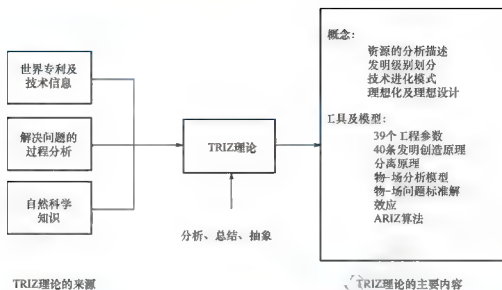 世界专利及
技术信息
解决问题的
过程分析
自然科学
知识
TRIZ理论
分析、总结、抽象
概念：
资源的分析描述
发明级别划分
技术进化模式
理想化及理想设计
工具及模型：
39个工程参数
40条发明创造原理
分离原理
物-场分析模型
物-场问题标准解
效应
ARIZ算法
TRIZ理论的来源
TRIZ理论的主要内容